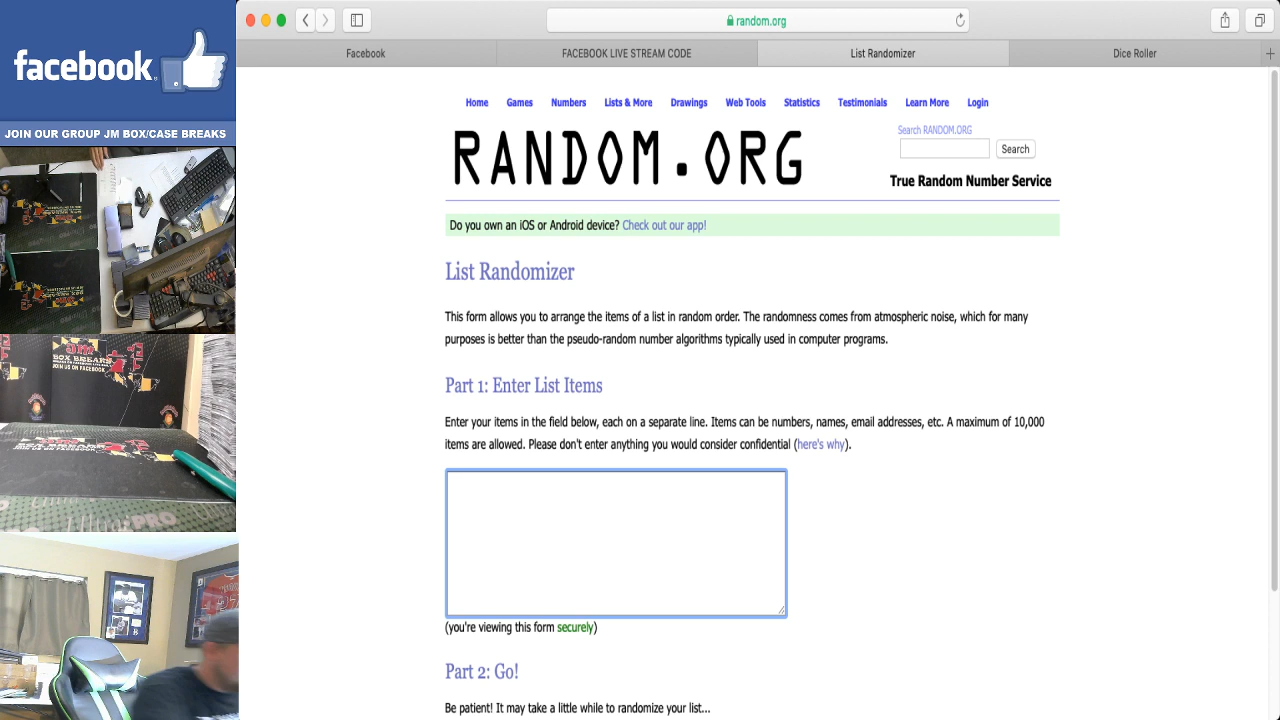 random.org
Facebook
FACEBOOK LIVE STREAM CODE
List Randomizer
Dice Roller
facebook
JOIN OUR GROUP JMI BOX/CASE BREAKS
BOX BREAKS
JOIN US ON FACEBOOK
Home Games Numbers Lists & More Drawings Web Tools Statistics Testimonials Learn More Login
RANDOM.ORG
Search RANDOM.ORG
Search
True Random Number Service
Do you own an iOS or Android device? Check out our app!
List Randomizer
This form allows you to arrange the items of a list in random order. The randomness comes from atmospheric noise, which for many
purposes is better than the pseudo-random number algorithms typically used in computer programs.
Part 1: Enter List Items
Enter your items in the field below, each on a separate line. Items can be numbers, names, email addresses, etc. A maximum of 10,000
items are allowed. Please don't enter anything you would consider confidential (here's why).
(you're viewing this form securely)
Part 2: Go!
Be patient! It may take a little while to randomize your list...